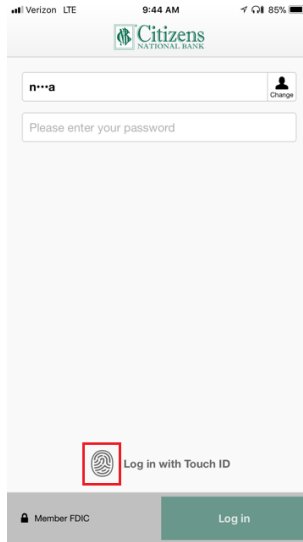 Verizon LTE 9:44 AM 85%
Citizens
NATIONAL BANK
n···a
Change
Please enter your password
Log in with Touch ID
Member FDIC Log in